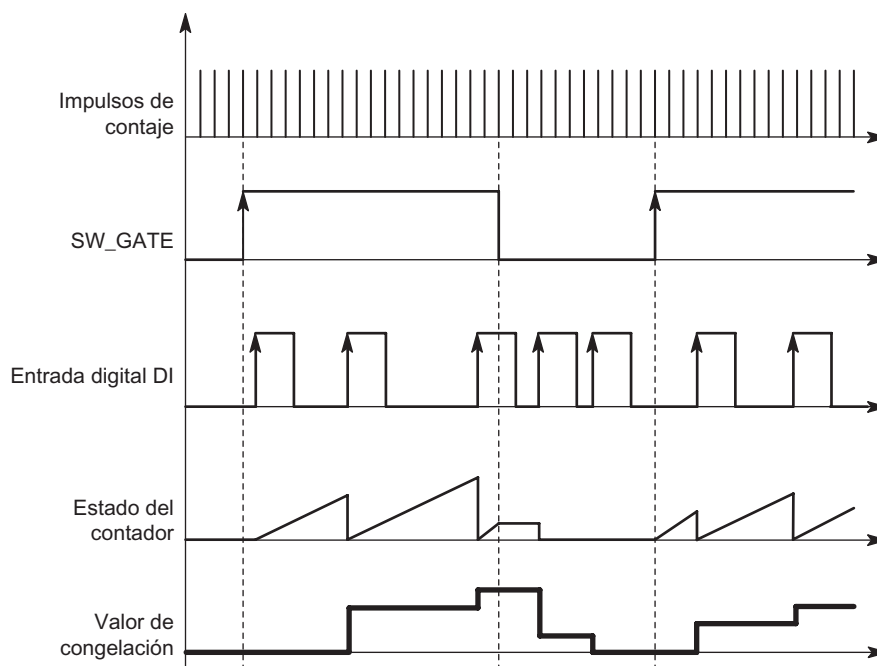 Impulsos de
contaje
SW_GATE
Entrada digital DI
Estado del
contador
Valor de
congelación